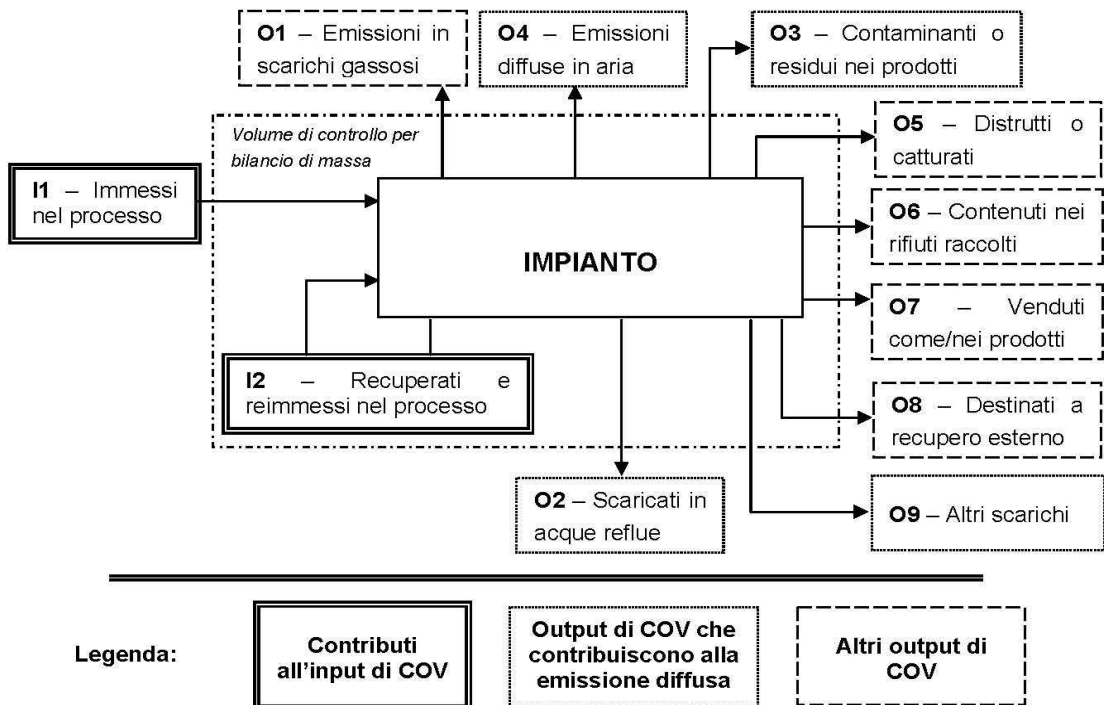 O1 – Emissioni in
scarichi gassosi
O4 – Emissioni
diffuse in aria
O3 – Contaminanti o
residui nei prodotti
Volume di controllo per
bilancio di massa
O5 – Distrutti o
catturati
I1 – Immessi
nel processo
IMPIANTO
O6 – Contenuti nei
rifiuti raccolti
O7 – Venduti
come/nei prodotti
I2 – Recuperati e
reimmessi nel processo
O8 – Destinati a
recupero esterno
O2 – Scaricati in
acque reflue
O9 – Altri scarichi
Legenda:
Contributi
all'input di COV
Output di COV che
contribuiscono alla
emissione diffusa
Altri output di
COV